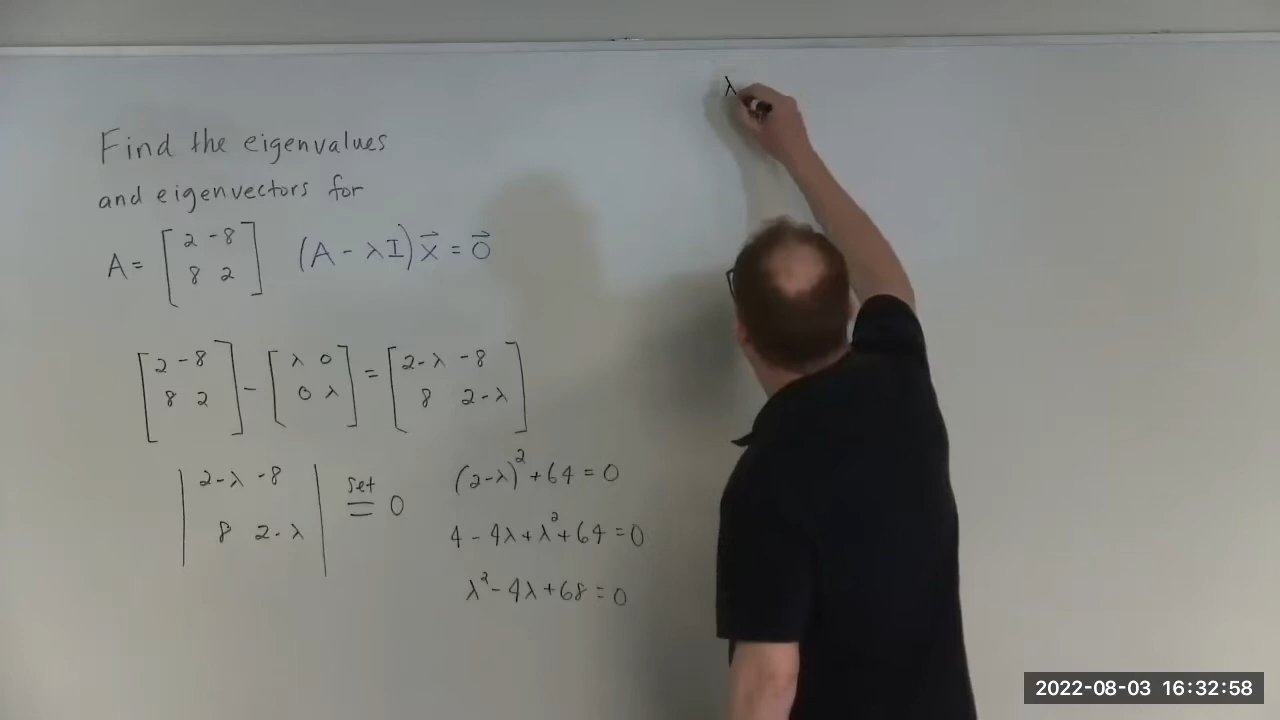 Find the eigenvalues
and eigenvectors for
A = [2 -8; 8 2] (A - λI)x⃗ = 0⃗
[2 -8; 8 2] - [λ 0; 0 λ] = [2-λ -8; 8 2-λ]
|2-λ -8; 8 2-λ| set = 0
(2-λ)² + 64 = 0
4 - 4λ + λ² + 64 = 0
λ² - 4λ + 68 = 0
λ
2022-08-03 16:32:58